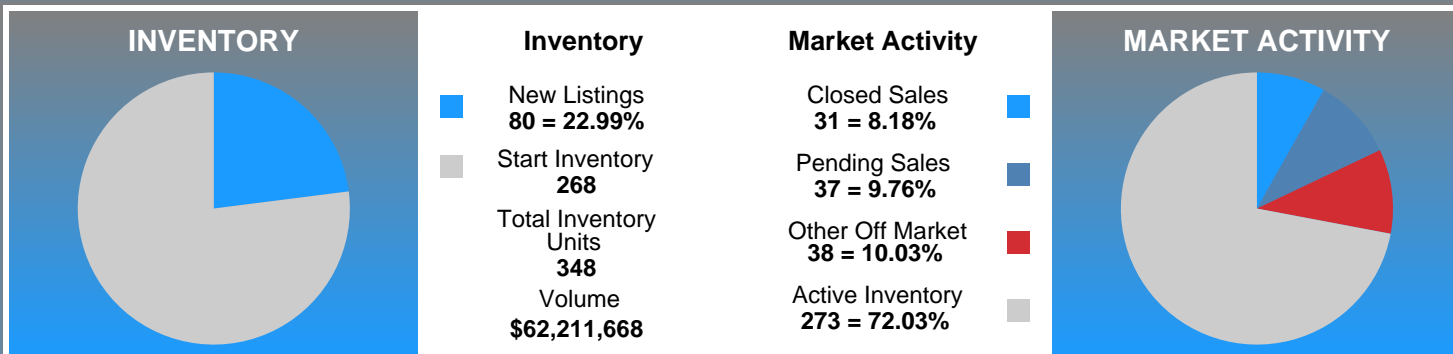 INVENTORY
Inventory
New Listings
80 = 22.99%
Start Inventory
268
Total Inventory
Units
348
Volume
$62,211,668
Market Activity
Closed Sales
31 = 8.18%
Pending Sales
37 = 9.76%
Other Off Market
38 = 10.03%
Active Inventory
273 = 72.03%
MARKET ACTIVITY